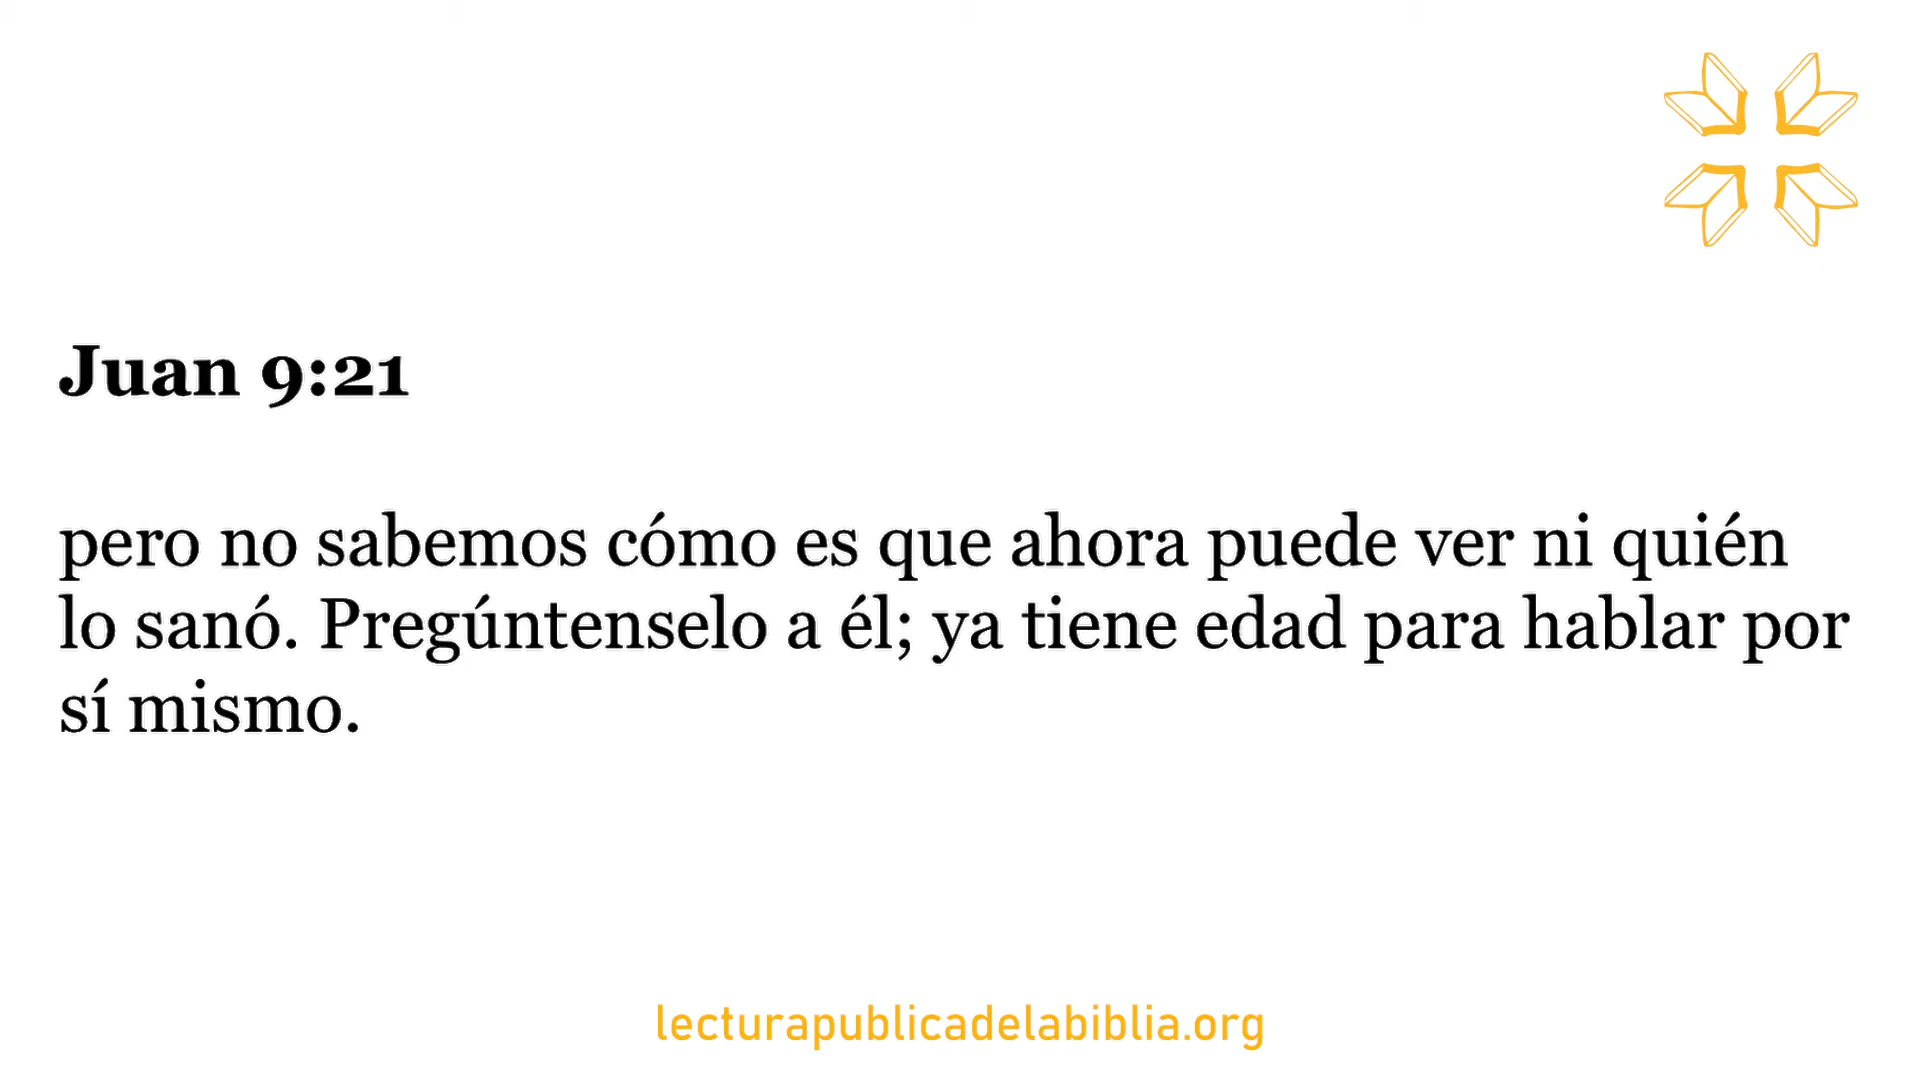 Juan 9:21
pero no sabemos cómo es que ahora puede ver ni quién
lo sanó. Pregúntenselo a él; ya tiene edad para hablar por
sí mismo.
lecturapublicadelabiblia.org